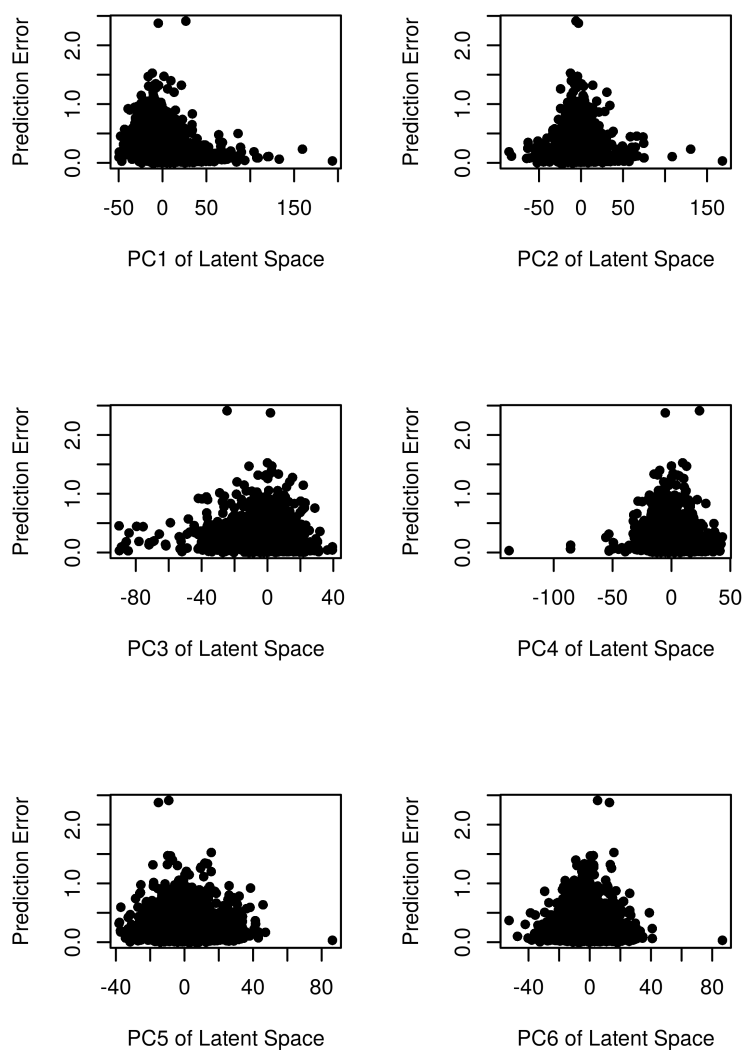 Prediction Error
0.0 1.0 2.0
-50 0 50 150
PC1 of Latent Space
Prediction Error
0.0 1.0 2.0
-50 0 50 150
PC2 of Latent Space
Prediction Error
0.0 1.0 2.0
-80 -40 0 40
PC3 of Latent Space
Prediction Error
0.0 1.0 2.0
-100 -50 0 50
PC4 of Latent Space
Prediction Error
0.0 1.0 2.0
-40 0 40 80
PC5 of Latent Space
Prediction Error
0.0 1.0 2.0
-40 0 40 80
PC6 of Latent Space